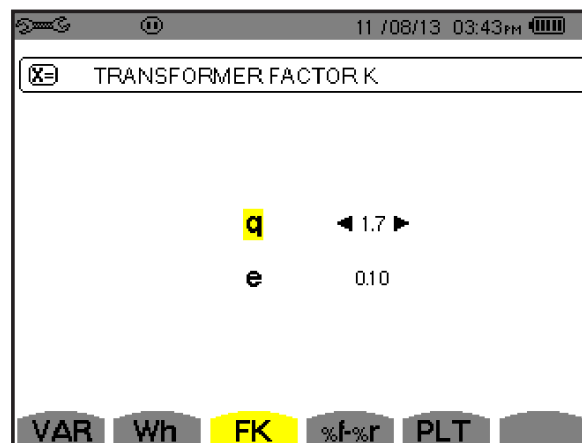 11 /08/13 03:43PM
X= TRANSFORMER FACTOR K
q ◄ 1.7 ►
e 0.10
VAR Wh FK %f-%r PLT